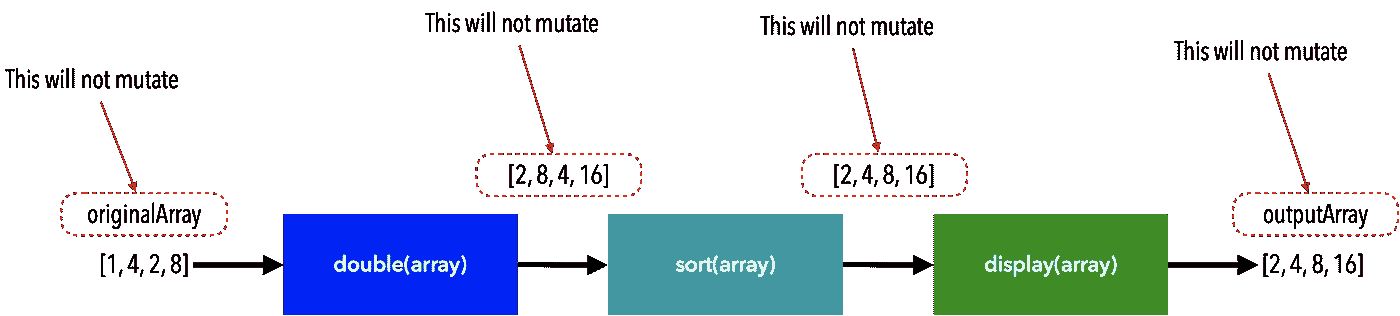 This will not mutate
This will not mutate
This will not mutate
This will not mutate
originalArray
[1, 4, 2, 8]
double(array)
[2, 8, 4, 16]
sort(array)
[2, 4, 8, 16]
display(array)
outputArray
[2, 4, 8, 16]